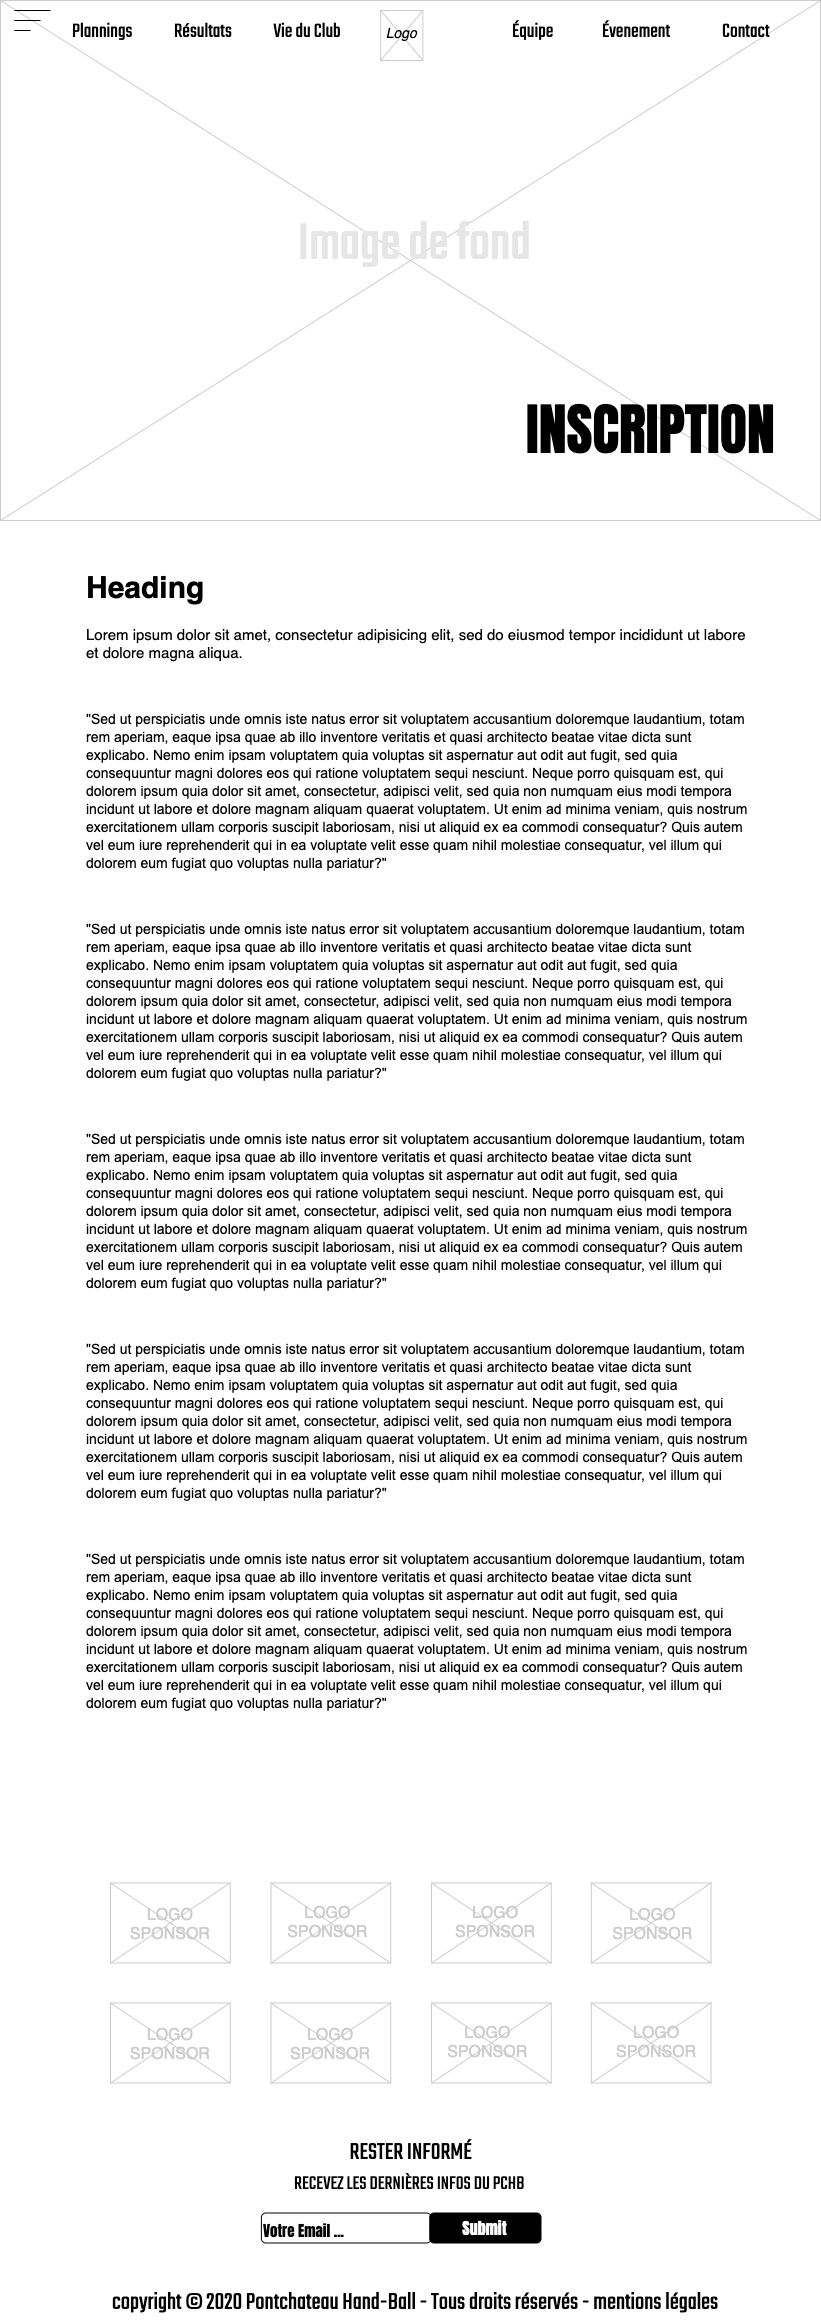 Plannings Résultats Vie du Club Logo Équipe Évenement Contact
Image de fond
INSCRIPTION
Heading
Lorem ipsum dolor sit amet, consectetur adipisicing elit, sed do eiusmod tempor incididunt ut labore
et dolore magna aliqua.
"Sed ut perspiciatis unde omnis iste natus error sit voluptatem accusantium doloremque laudantium, totam
rem aperiam, eaque ipsa quae ab illo inventore veritatis et quasi architecto beatae vitae dicta sunt
explicabo. Nemo enim ipsam voluptatem quia voluptas sit aspernatur aut odit aut fugit, sed quia
consequuntur magni dolores eos qui ratione voluptatem sequi nesciunt. Neque porro quisquam est, qui
dolorem ipsum quia dolor sit amet, consectetur, adipisci velit, sed quia non numquam eius modi tempora
incidunt ut labore et dolore magnam aliquam quaerat voluptatem. Ut enim ad minima veniam, quis nostrum
exercitationem ullam corporis suscipit laboriosam, nisi ut aliquid ex ea commodi consequatur? Quis autem
vel eum iure reprehenderit qui in ea voluptate velit esse quam nihil molestiae consequatur, vel illum qui
dolorem eum fugiat quo voluptas nulla pariatur?"
"Sed ut perspiciatis unde omnis iste natus error sit voluptatem accusantium doloremque laudantium, totam
rem aperiam, eaque ipsa quae ab illo inventore veritatis et quasi architecto beatae vitae dicta sunt
explicabo. Nemo enim ipsam voluptatem quia voluptas sit aspernatur aut odit aut fugit, sed quia
consequuntur magni dolores eos qui ratione voluptatem sequi nesciunt. Neque porro quisquam est, qui
dolorem ipsum quia dolor sit amet, consectetur, adipisci velit, sed quia non numquam eius modi tempora
incidunt ut labore et dolore magnam aliquam quaerat voluptatem. Ut enim ad minima veniam, quis nostrum
exercitationem ullam corporis suscipit laboriosam, nisi ut aliquid ex ea commodi consequatur? Quis autem
vel eum iure reprehenderit qui in ea voluptate velit esse quam nihil molestiae consequatur, vel illum qui
dolorem eum fugiat quo voluptas nulla pariatur?"
"Sed ut perspiciatis unde omnis iste natus error sit voluptatem accusantium doloremque laudantium, totam
rem aperiam, eaque ipsa quae ab illo inventore veritatis et quasi architecto beatae vitae dicta sunt
explicabo. Nemo enim ipsam voluptatem quia voluptas sit aspernatur aut odit aut fugit, sed quia
consequuntur magni dolores eos qui ratione voluptatem sequi nesciunt. Neque porro quisquam est, qui
dolorem ipsum quia dolor sit amet, consectetur, adipisci velit, sed quia non numquam eius modi tempora
incidunt ut labore et dolore magnam aliquam quaerat voluptatem. Ut enim ad minima veniam, quis nostrum
exercitationem ullam corporis suscipit laboriosam, nisi ut aliquid ex ea commodi consequatur? Quis autem
vel eum iure reprehenderit qui in ea voluptate velit esse quam nihil molestiae consequatur, vel illum qui
dolorem eum fugiat quo voluptas nulla pariatur?"
"Sed ut perspiciatis unde omnis iste natus error sit voluptatem accusantium doloremque laudantium, totam
rem aperiam, eaque ipsa quae ab illo inventore veritatis et quasi architecto beatae vitae dicta sunt
explicabo. Nemo enim ipsam voluptatem quia voluptas sit aspernatur aut odit aut fugit, sed quia
consequuntur magni dolores eos qui ratione voluptatem sequi nesciunt. Neque porro quisquam est, qui
dolorem ipsum quia dolor sit amet, consectetur, adipisci velit, sed quia non numquam eius modi tempora
incidunt ut labore et dolore magnam aliquam quaerat voluptatem. Ut enim ad minima veniam, quis nostrum
exercitationem ullam corporis suscipit laboriosam, nisi ut aliquid ex ea commodi consequatur? Quis autem
vel eum iure reprehenderit qui in ea voluptate velit esse quam nihil molestiae consequatur, vel illum qui
dolorem eum fugiat quo voluptas nulla pariatur?"
"Sed ut perspiciatis unde omnis iste natus error sit voluptatem accusantium doloremque laudantium, totam
rem aperiam, eaque ipsa quae ab illo inventore veritatis et quasi architecto beatae vitae dicta sunt
explicabo. Nemo enim ipsam voluptatem quia voluptas sit aspernatur aut odit aut fugit, sed quia
consequuntur magni dolores eos qui ratione voluptatem sequi nesciunt. Neque porro quisquam est, qui
dolorem ipsum quia dolor sit amet, consectetur, adipisci velit, sed quia non numquam eius modi tempora
incidunt ut labore et dolore magnam aliquam quaerat voluptatem. Ut enim ad minima veniam, quis nostrum
exercitationem ullam corporis suscipit laboriosam, nisi ut aliquid ex ea commodi consequatur? Quis autem
vel eum iure reprehenderit qui in ea voluptate velit esse quam nihil molestiae consequatur, vel illum qui
dolorem eum fugiat quo voluptas nulla pariatur?"
LOGO LOGO LOGO LOGO
SPONSOR SPONSOR SPONSOR SPONSOR
LOGO LOGO LOGO LOGO
SPONSOR SPONSOR SPONSOR SPONSOR
RESTER INFORMÉ
RECEVEZ LES DERNIÈRES INFOS DU PCHB
Votre Email ... Submit
copyright © 2020 Pontchateau Hand-Ball - Tous droits réservés - mentions légales